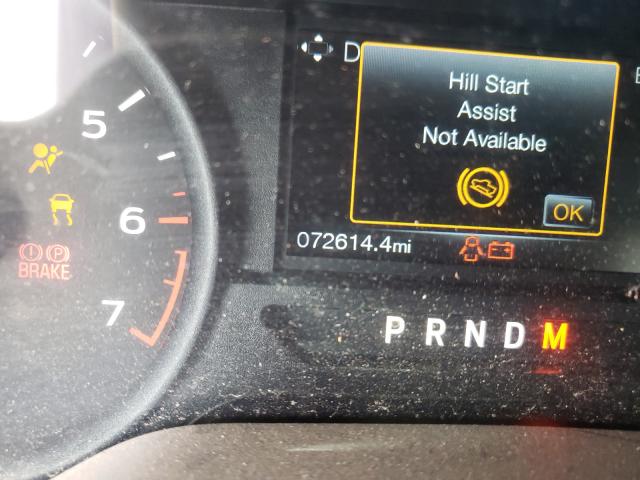 D
Hill Start
Assist
Not Available
OK
5
6
7
BRAKE
P
072614.4mi
P R N D M